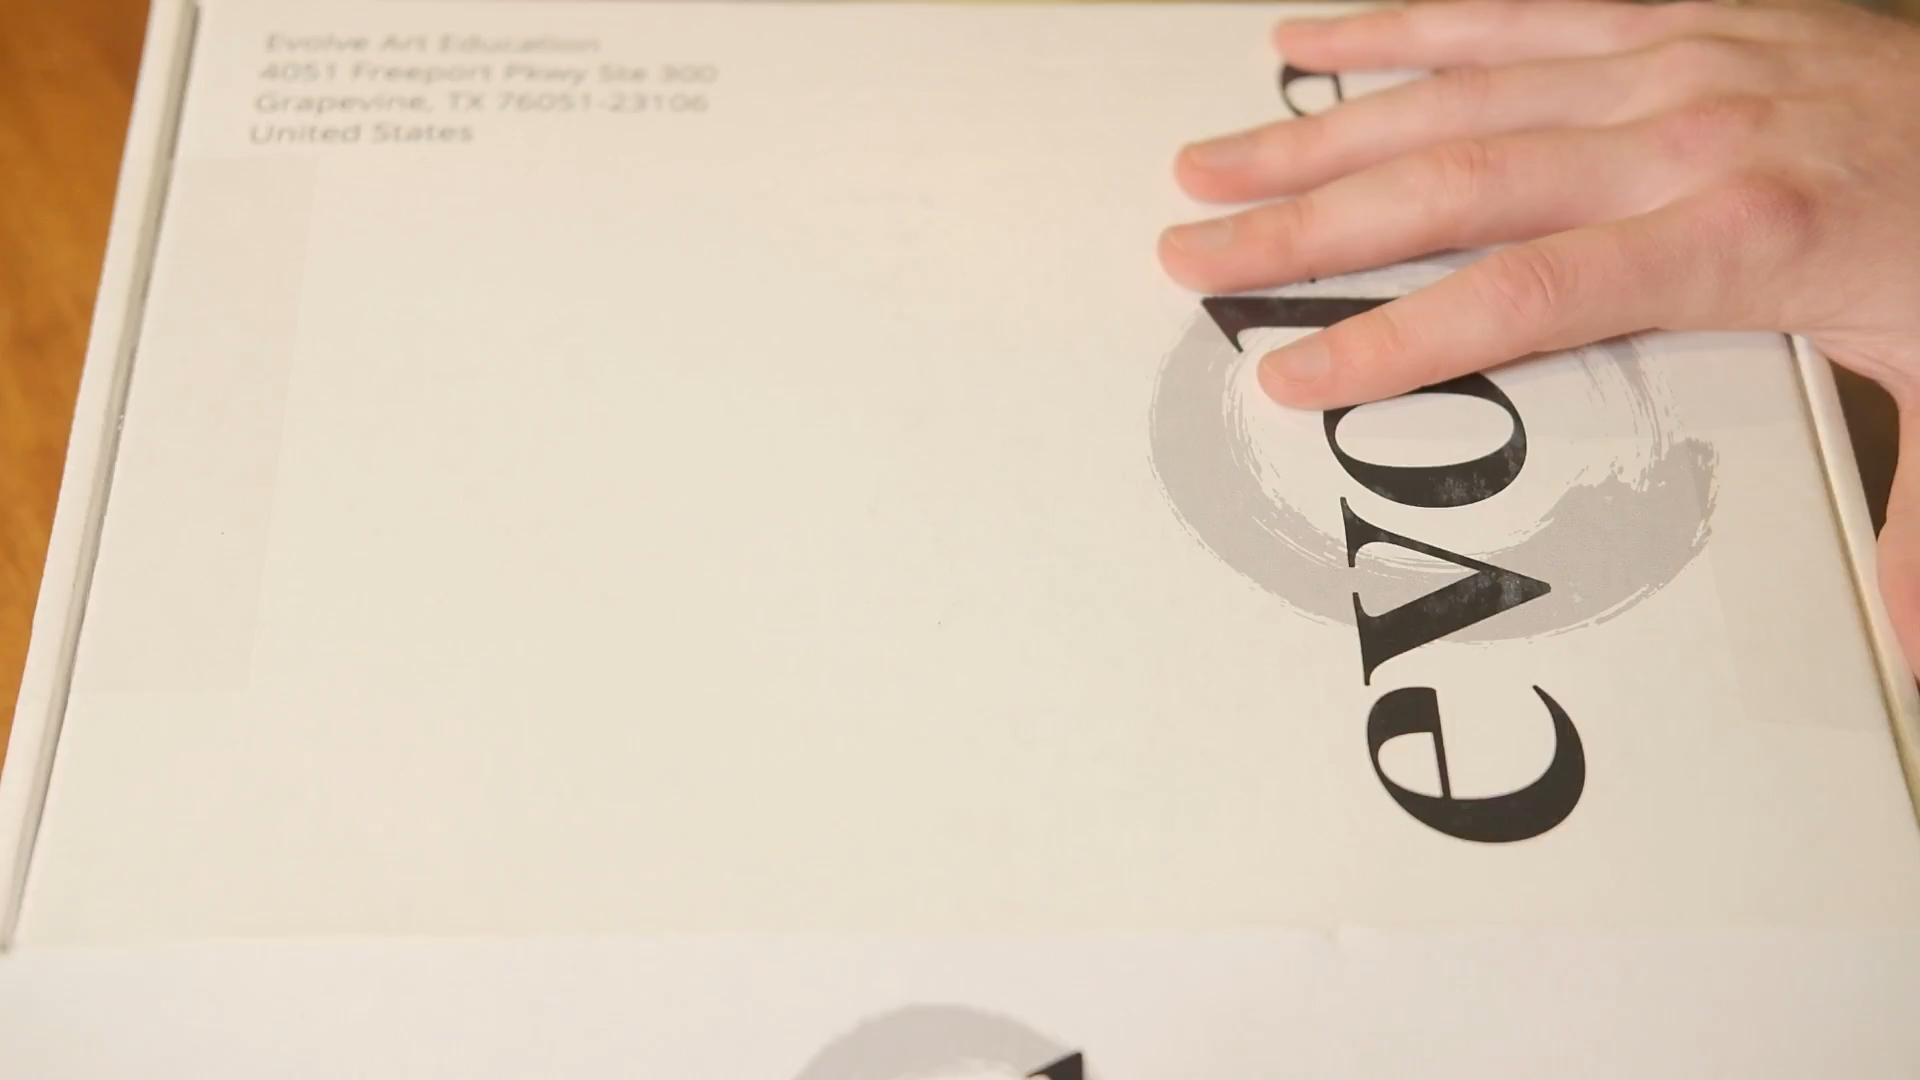 Evolve Art Education
4051 Freeport Pkwy Ste 300
Grapevine, TX 76051-23106
United States
evol e